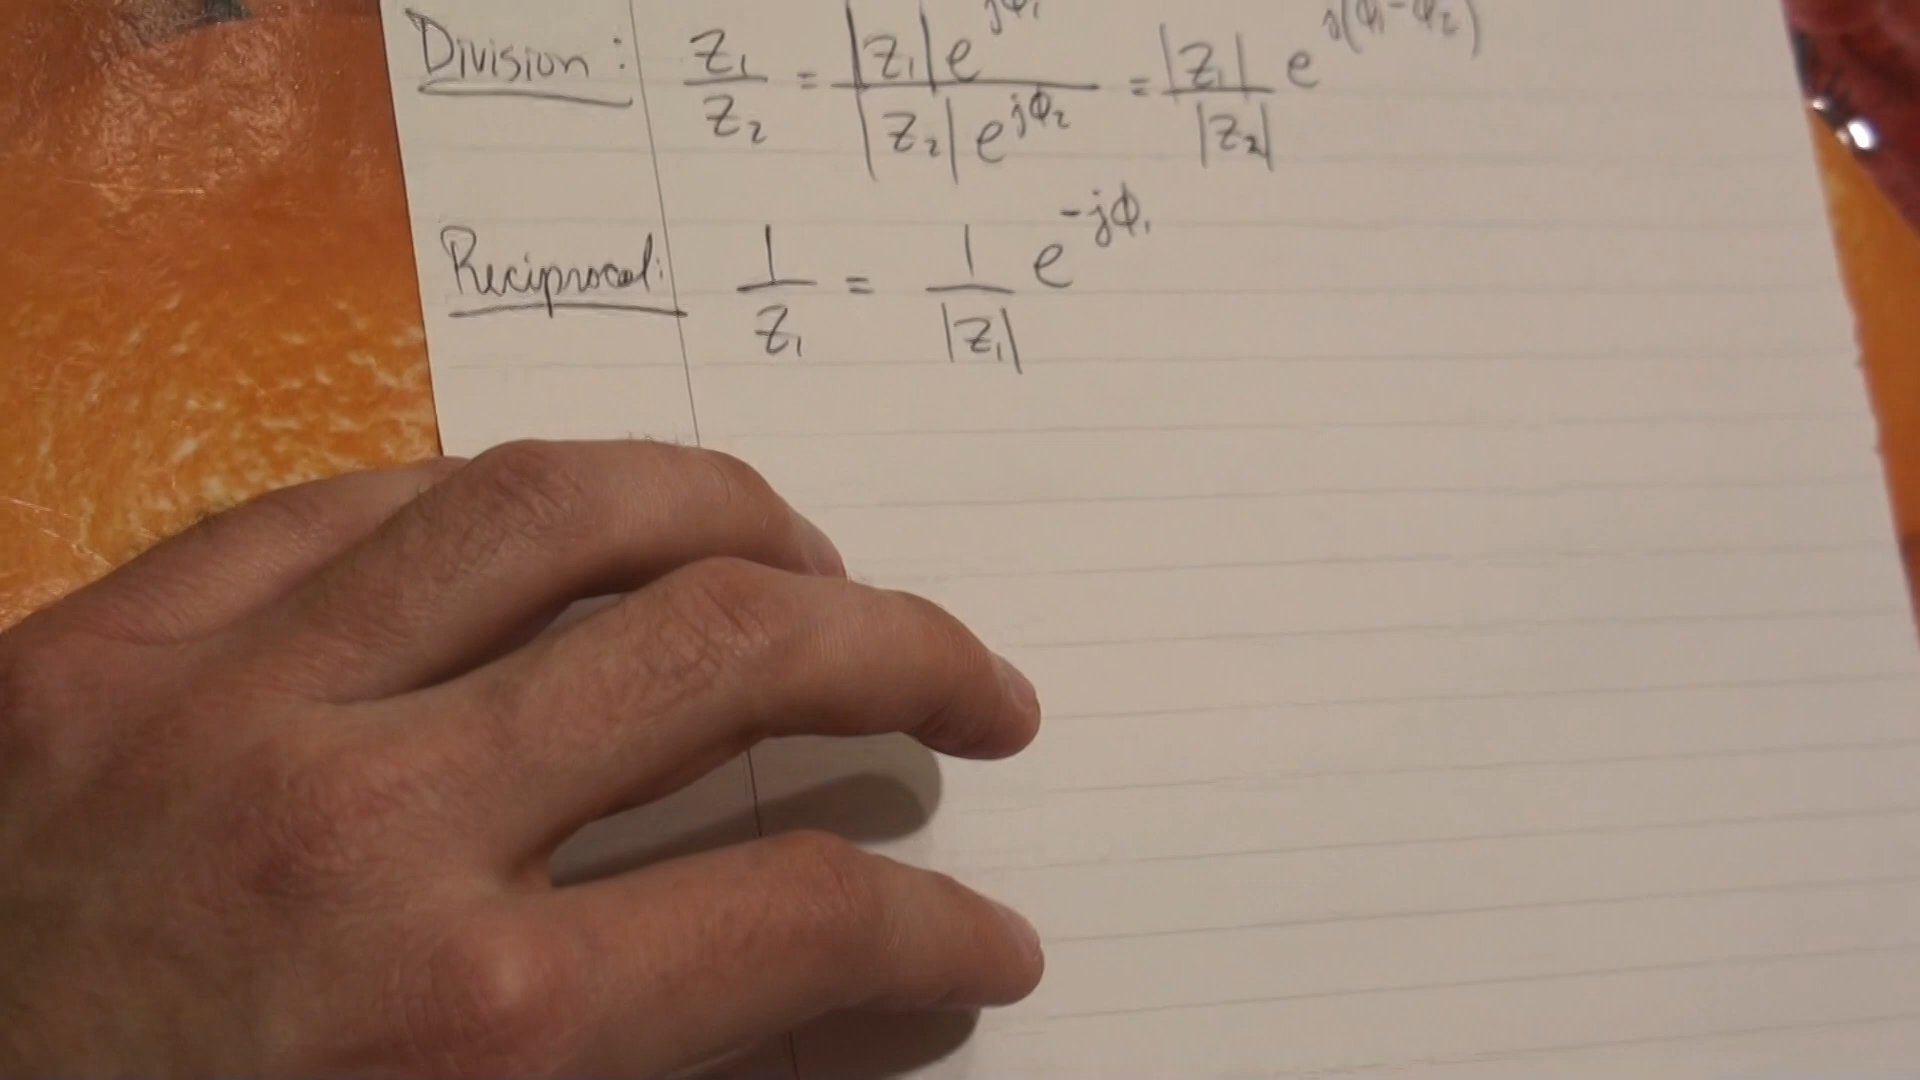 Division: z₁/z₂ = |z₁|e^{jϕ₁}/|z₂|e^{jϕ₂} = |z₁|/|z₂| e^{j(ϕ₁-ϕ₂)}
Reciprocal: 1/z₁ = 1/|z₁| e^{-jϕ₁}